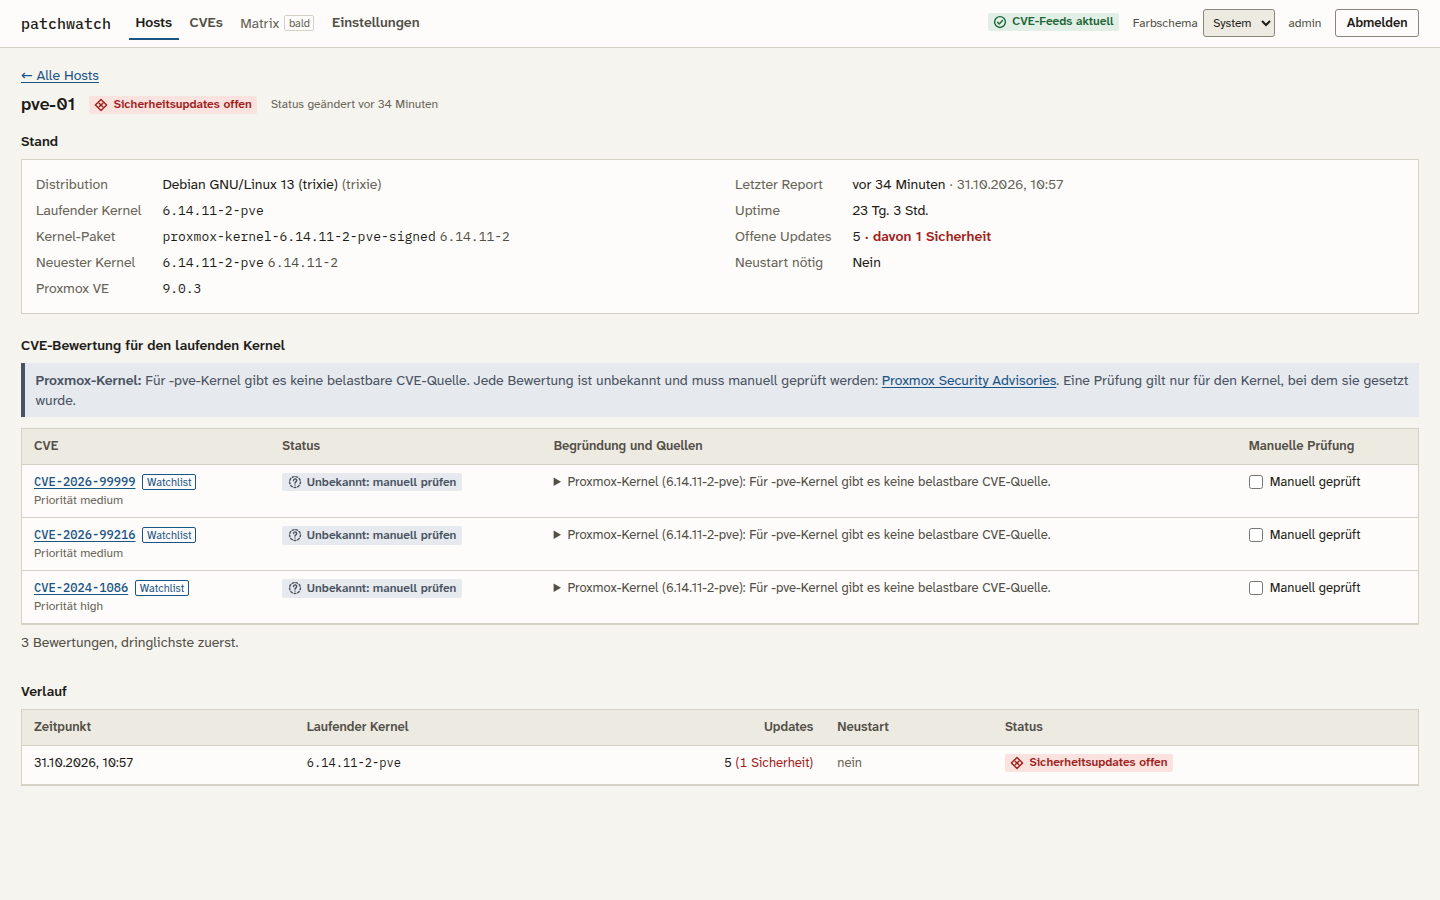 patchwatch Hosts CVEs Matrix bald Einstellungen CVE-Feeds aktuell Farbschema System admin Abmelden
← Alle Hosts
pve-01 Sicherheitsupdates offen Status geändert vor 34 Minuten
Stand
Distribution Debian GNU/Linux 13 (trixie) (trixie) Letzter Report vor 34 Minuten · 31.10.2026, 10:57
Laufender Kernel 6.14.11-2-pve Uptime 23 Tg. 3 Std.
Kernel-Paket proxmox-kernel-6.14.11-2-pve-signed 6.14.11-2 Offene Updates 5 · davon 1 Sicherheit
Neuester Kernel 6.14.11-2-pve 6.14.11-2 Neustart nötig Nein
Proxmox VE 9.0.3
CVE-Bewertung für den laufenden Kernel
Proxmox-Kernel: Für -pve-Kernel gibt es keine belastbare CVE-Quelle. Jede Bewertung ist unbekannt und muss manuell geprüft werden: Proxmox Security Advisories. Eine Prüfung gilt nur für den Kernel, bei dem sie gesetzt
wurde.
CVE Status Begründung und Quellen Manuelle Prüfung
CVE-2026-99999 Watchlist Unbekannt: manuell prüfen ▶ Proxmox-Kernel (6.14.11-2-pve): Für -pve-Kernel gibt es keine belastbare CVE-Quelle. Manuell geprüft
Priorität medium
CVE-2026-99216 Watchlist Unbekannt: manuell prüfen ▶ Proxmox-Kernel (6.14.11-2-pve): Für -pve-Kernel gibt es keine belastbare CVE-Quelle. Manuell geprüft
Priorität medium
CVE-2024-1086 Watchlist Unbekannt: manuell prüfen ▶ Proxmox-Kernel (6.14.11-2-pve): Für -pve-Kernel gibt es keine belastbare CVE-Quelle. Manuell geprüft
Priorität high
3 Bewertungen, dringlichste zuerst.
Verlauf
Zeitpunkt Laufender Kernel Updates Neustart Status
31.10.2026, 10:57 6.14.11-2-pve 5 (1 Sicherheit) nein Sicherheitsupdates offen